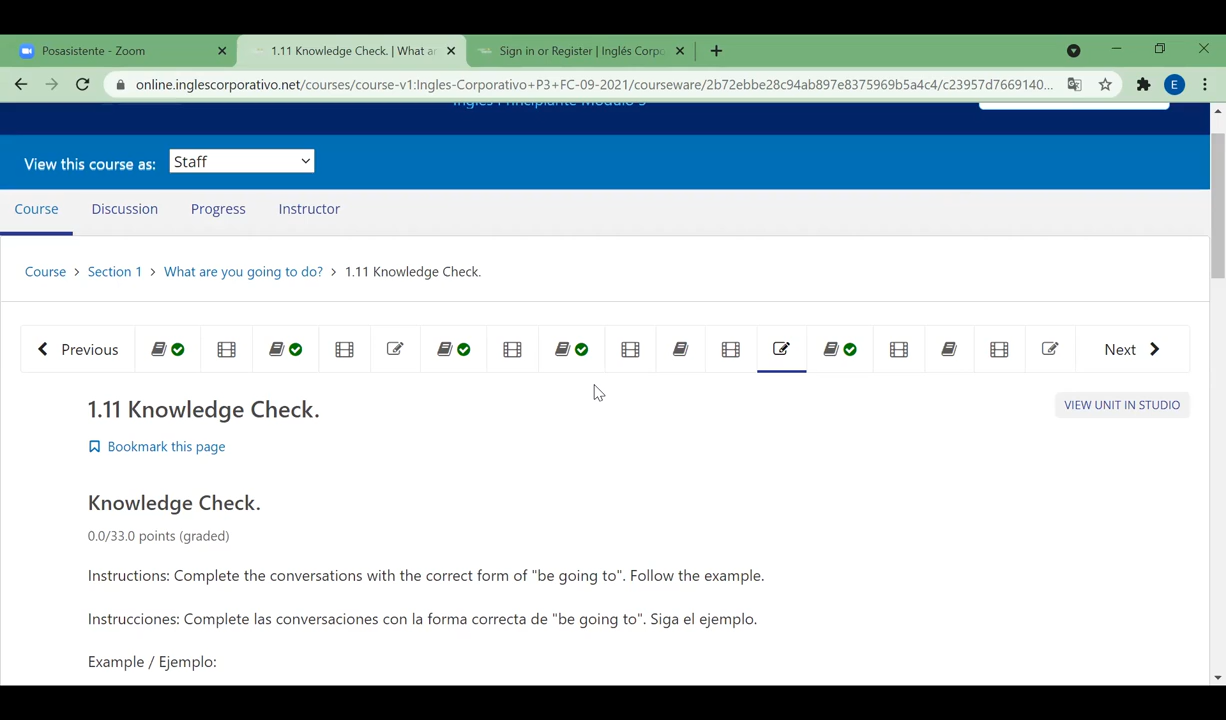 Posasistente - Zoom
1.11 Knowledge Check. | What ar
Sign in or Register | Inglés Corpo
online.inglescorporativo.net/courses/course-v1:Ingles-Corporativo+P3+FC-09-2021/courseware/2b72ebbe28c94ab897e8375969b5a4c4/c23957d7669140...
E
Inglés Principiante Módulo 3
View this course as:
Staff
Course
Discussion
Progress
Instructor
Course > Section 1 > What are you going to do? > 1.11 Knowledge Check.
Previous
Next
1.11 Knowledge Check.
VIEW UNIT IN STUDIO
Bookmark this page
Knowledge Check.
0.0/33.0 points (graded)
Instructions: Complete the conversations with the correct form of "be going to". Follow the example.
Instrucciones: Complete las conversaciones con la forma correcta de "be going to". Siga el ejemplo.
Example / Ejemplo: